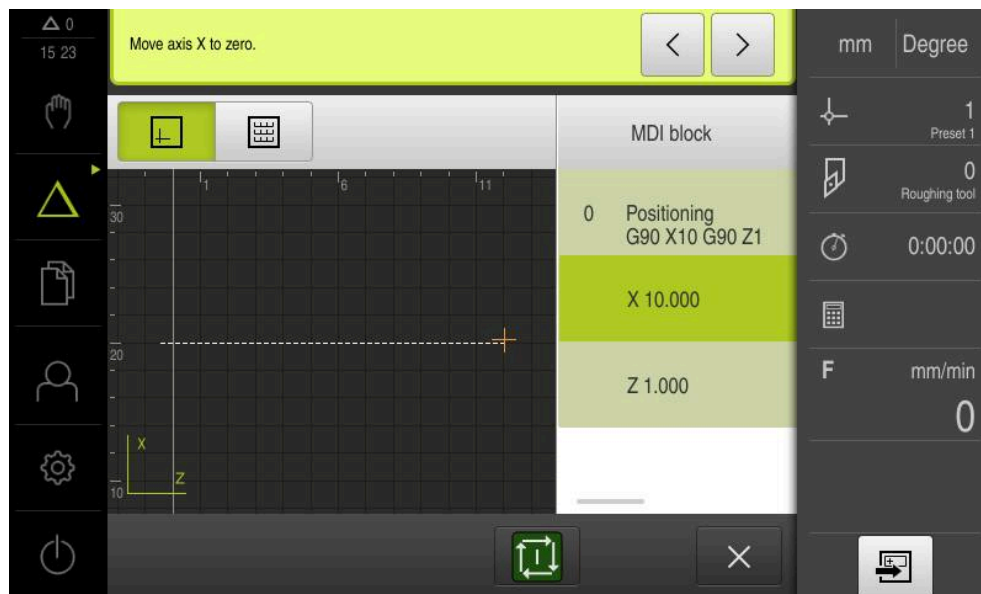 0
15 23
Move axis X to zero.
mm
Degree
1
Preset 1
0
Roughing tool
0:00:00
F
mm/min
0
MDI block
0 Positioning
G90 X10 G90 Z1
X 10.000
Z 1.000
1
6
11
30
20
10
X
Z